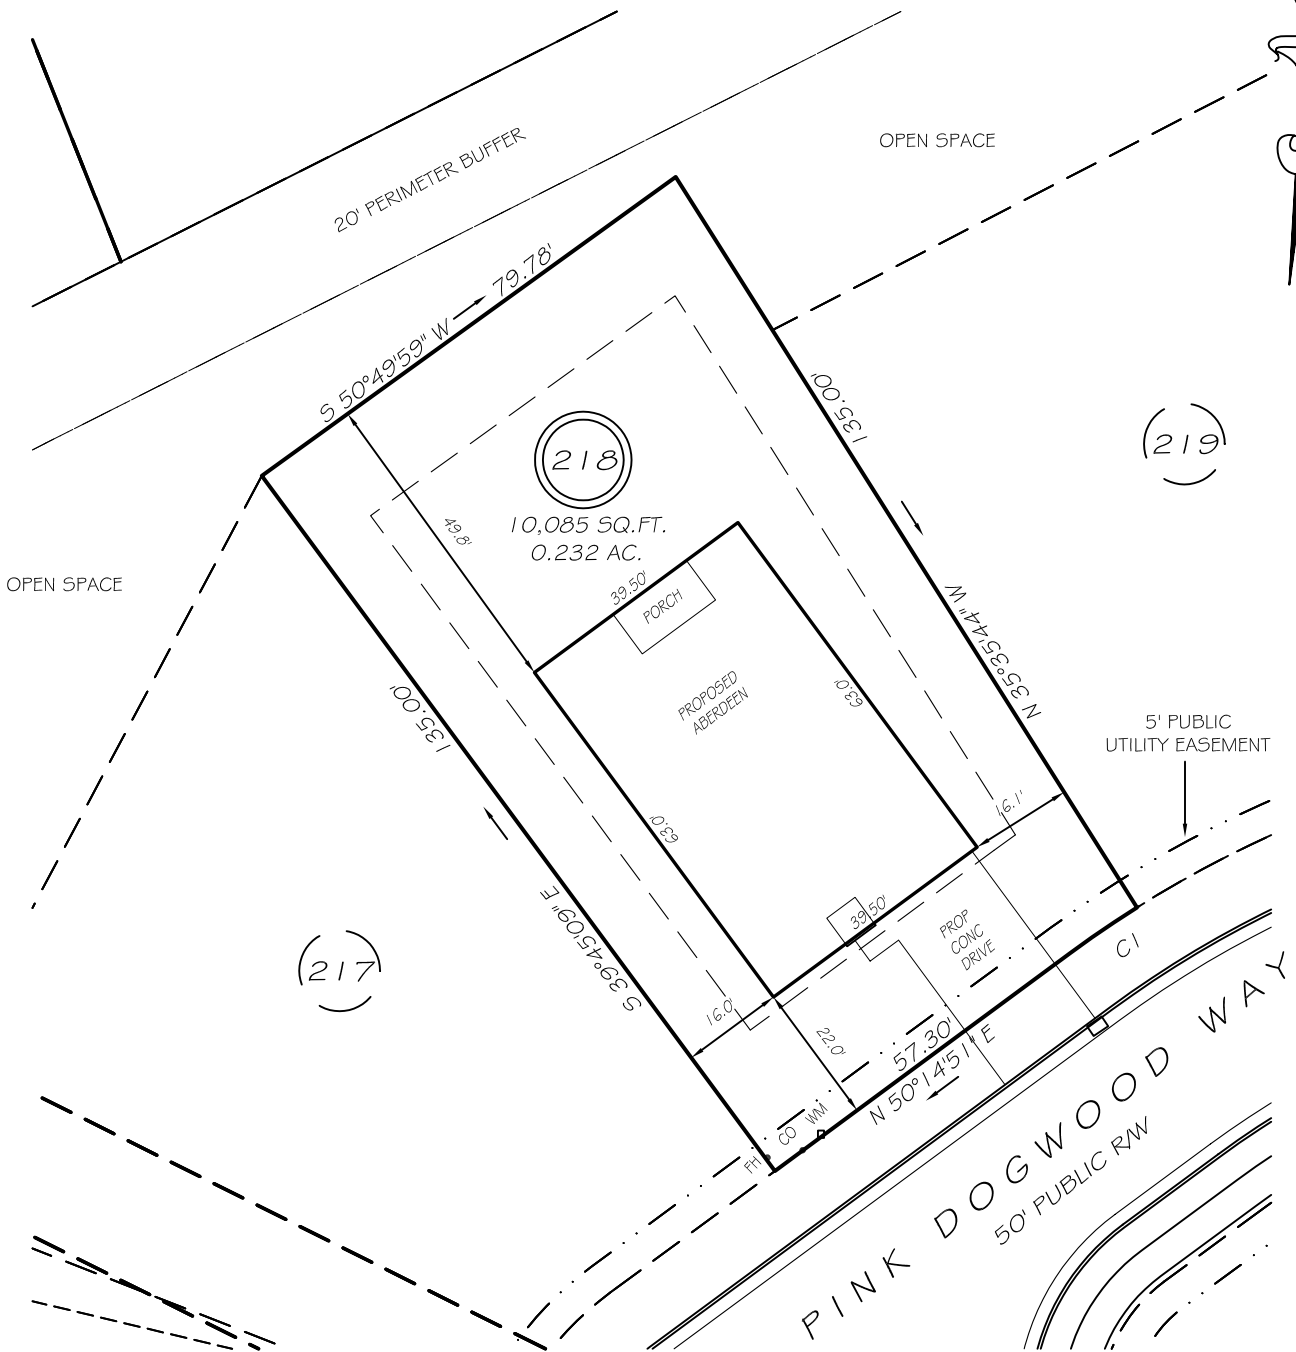 OPEN SPACE
20' PERIMETER BUFFER
S 50°49'59" W
79.78'
135.00'
219
218
10,085 SQ.FT.
0.232 AC.
49.8'
OPEN SPACE
39.50'
PORCH
N 35°35'44" W
PROPOSED
ABERDEEN
63.0'
135.00'
5' PUBLIC
UTILITY EASEMENT
63.0'
16.1'
39.50'
PROP
CONC
DRIVE
S 39°45'09" E
217
C1
16.0'
22.0'
57.30'
N 50°14'51" E
WM
CO
FH
PINK DOGWOOD WAY
50' PUBLIC R/W